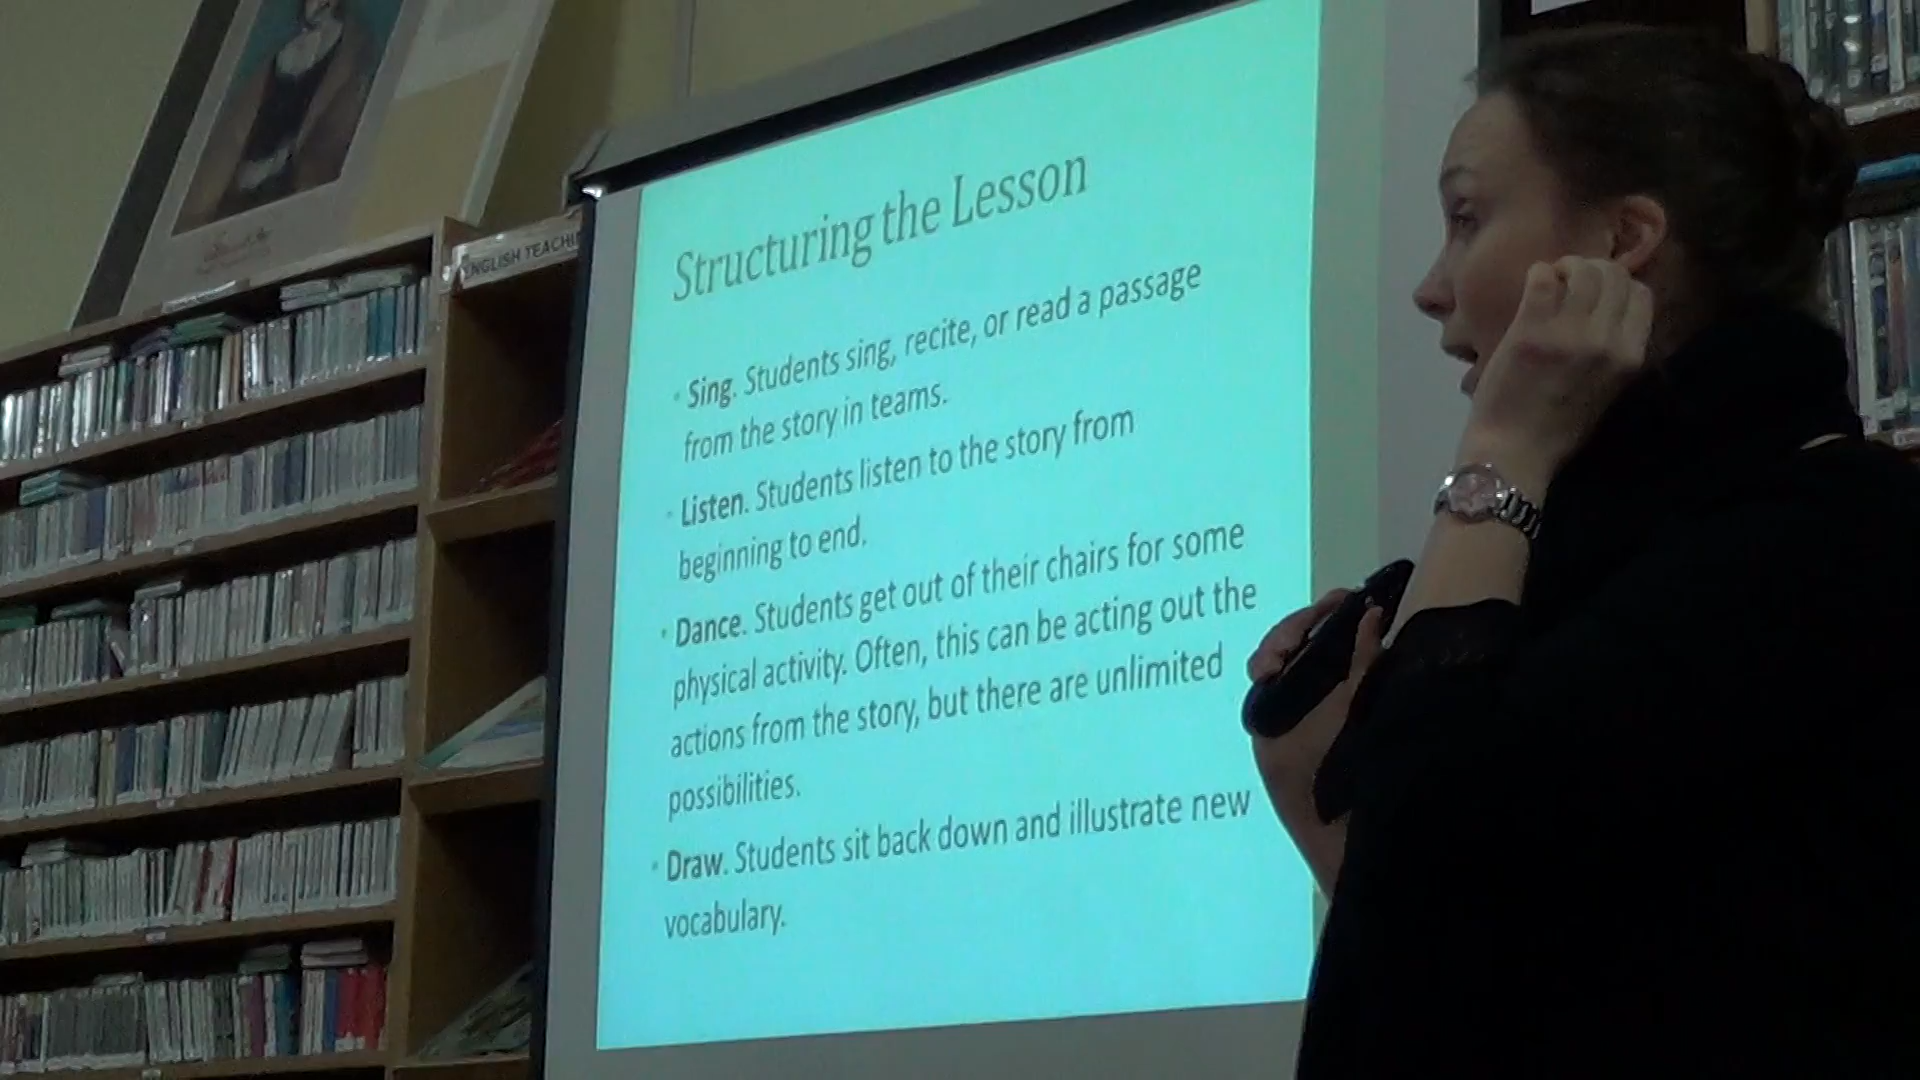 ENGLISH TEACHIN
Structuring the Lesson
• Sing. Students sing, recite, or read a passage
from the story in teams.
• Listen. Students listen to the story from
beginning to end.
• Dance. Students get out of their chairs for some
physical activity. Often, this can be acting out the
actions from the story, but there are unlimited
possibilities.
• Draw. Students sit back down and illustrate new
vocabulary.